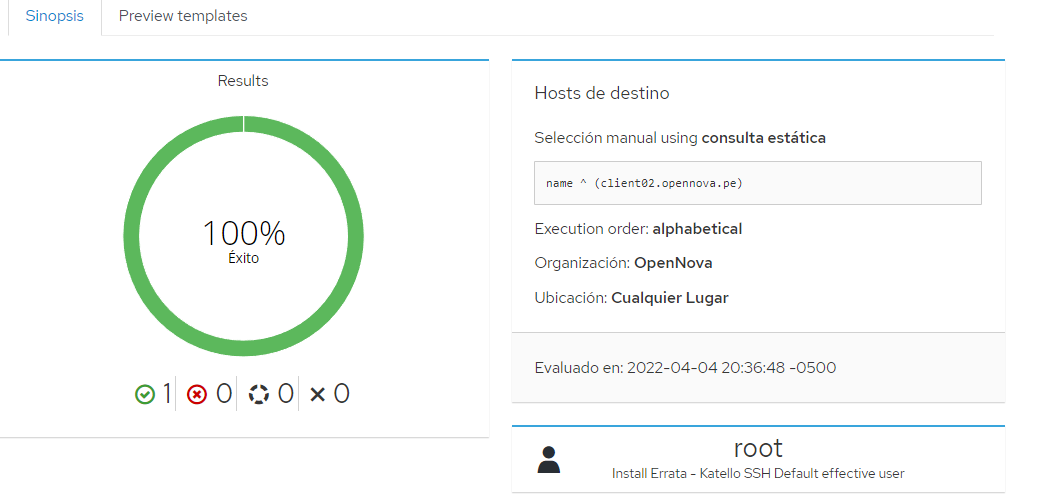 Sinopsis
Preview templates
Results
100%
Éxito
1
0
0
0
Hosts de destino
Selección manual using consulta estática
name ^ (client02.opennova.pe)
Execution order: alphabetical
Organización: OpenNova
Ubicación: Cualquier Lugar
Evaluado en: 2022-04-04 20:36:48 -0500
root
Install Errata - Katello SSH Default effective user